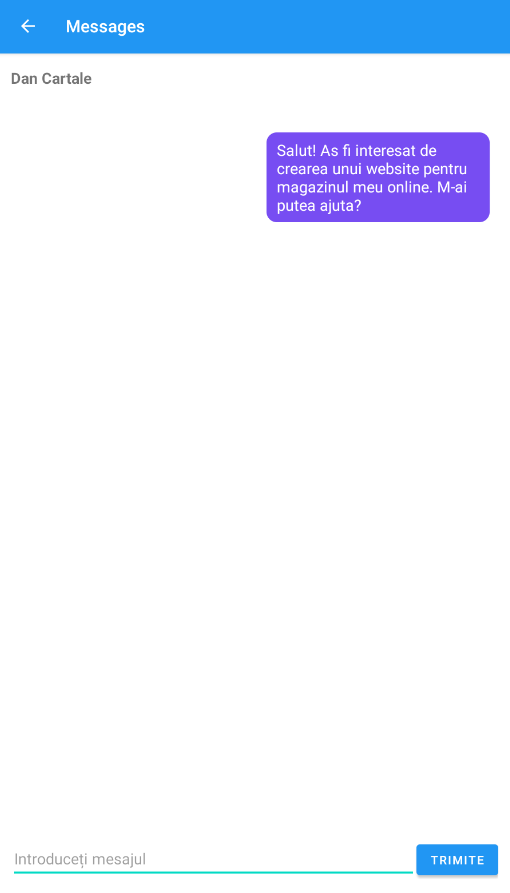 Messages
Dan Cartale
Salut! As fi interesat de
crearea unui website pentru
magazinul meu online. M-ai
putea ajuta?
Introduceți mesajul
TRIMITE